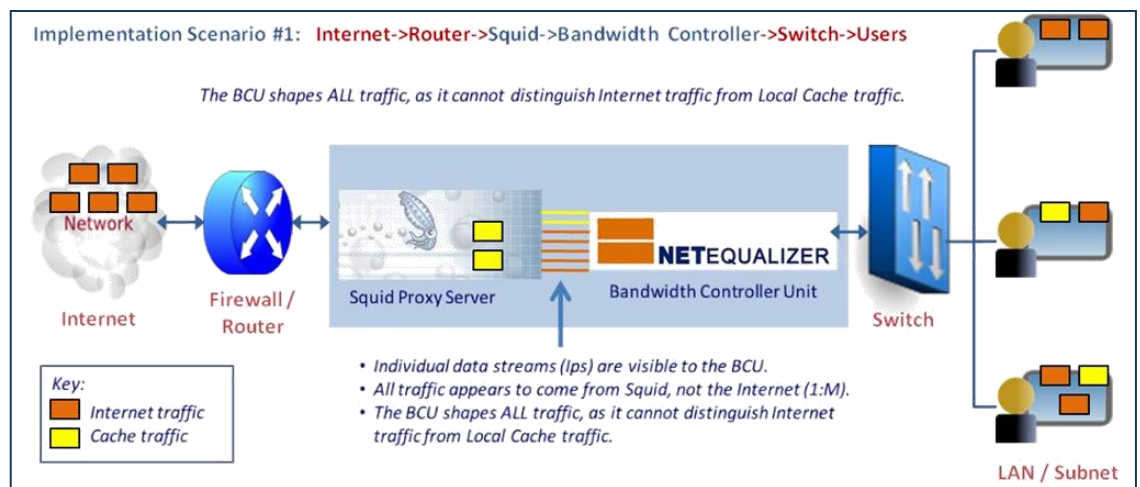 Implementation Scenario #1: Internet->Router->Squid->Bandwidth Controller->Switch->Users
The BCU shapes ALL traffic, as it cannot distinguish Internet traffic from Local Cache traffic.
Network
Internet
Firewall /
Router
Squid Proxy Server
NETEQUALIZER
Bandwidth Controller Unit
Switch
• Individual data streams (Ips) are visible to the BCU.
• All traffic appears to come from Squid, not the Internet (1:M).
• The BCU shapes ALL traffic, as it cannot distinguish Internet
traffic from Local Cache traffic.
Key:
Internet traffic
Cache traffic
LAN / Subnet